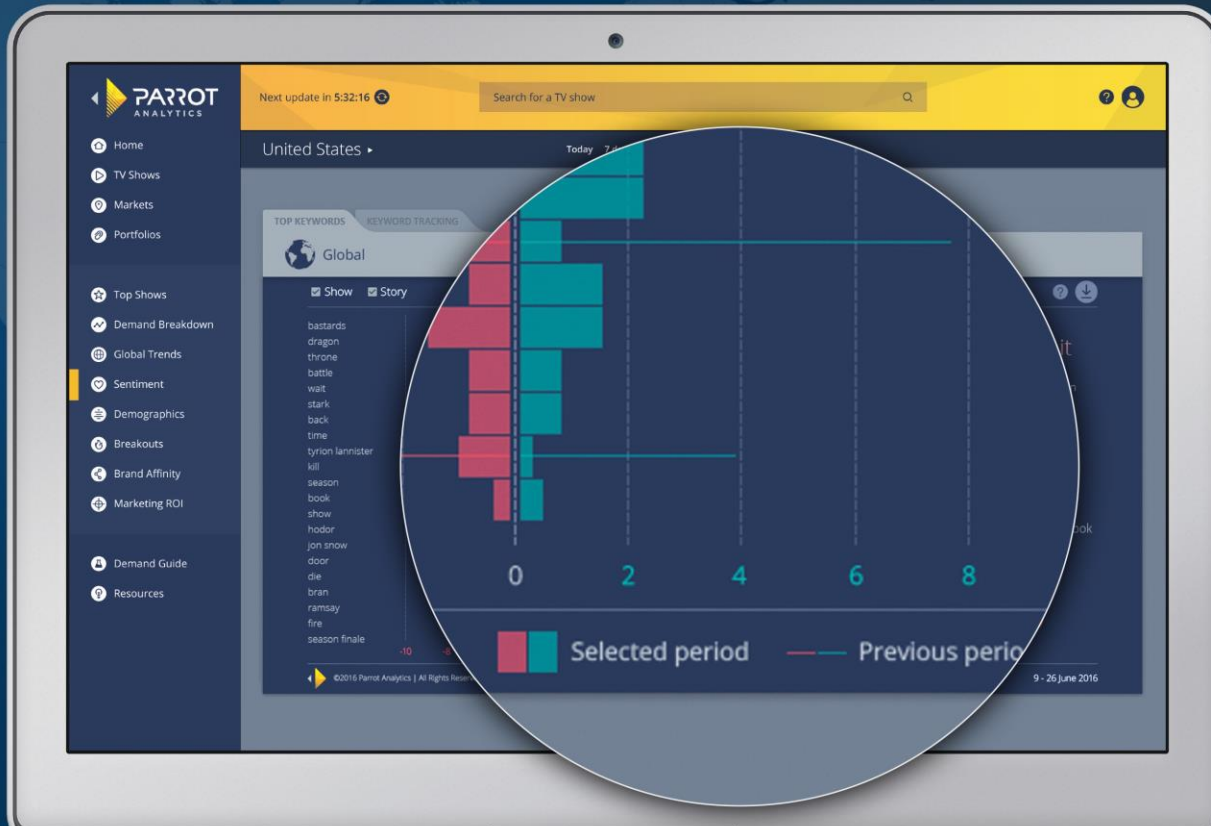 PARROT
ANALYTICS
Next update in 5:32:16
Search for a TV show
?
Home
TV Shows
Markets
Portfolios
Top Shows
Demand Breakdown
Global Trends
Sentiment
Demographics
Breakouts
Brand Affinity
Marketing ROI
Demand Guide
Resources
United States
Today
TOP KEYWORDS
KEYWORD TRACKING
Global
Show
Story
?
bastards
dragon
throne
battle
wait
stark
back
time
tyrion lannister
kill
season
book
show
hodor
jon snow
door
die
bran
ramsay
fire
season finale
-10
0 2 4 6 8
Selected period
Previous perio
©2016 Parrot Analytics | All Rights Reser
9 - 26 June 2016